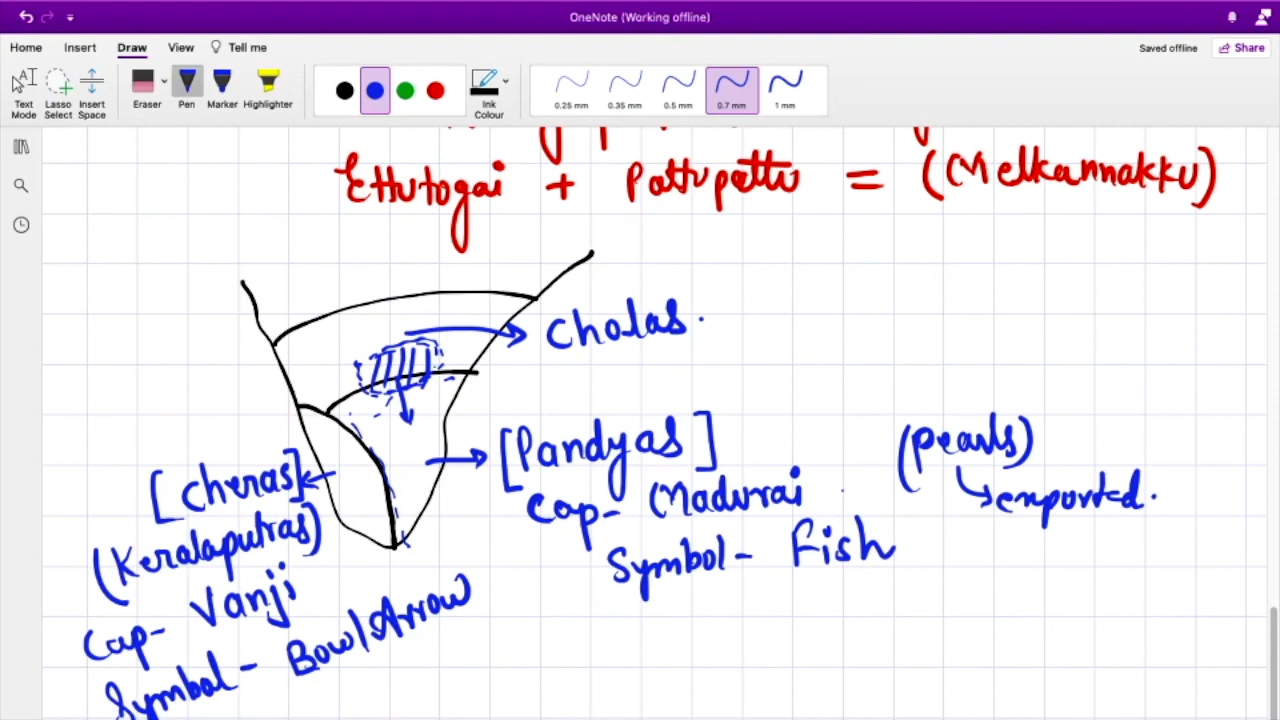 OneNote (Working offline)
Home Insert Draw View Tell me
Saved offline Share
Text Mode Lasso Select Insert Space Eraser Pen Marker Highlighter Ink Colour 0.25 mm 0.35 mm 0.5 mm 0.7 mm 1 mm
Ettutogai + Pattupattu = (Melkannakku)
Cholas.
[Pandyas] (Pearls)
Cap- Madurai exported.
Symbol- Fish
[Cheras]
(Keralaputras)
Cap- Vanji
Symbol- Bow/Arrow